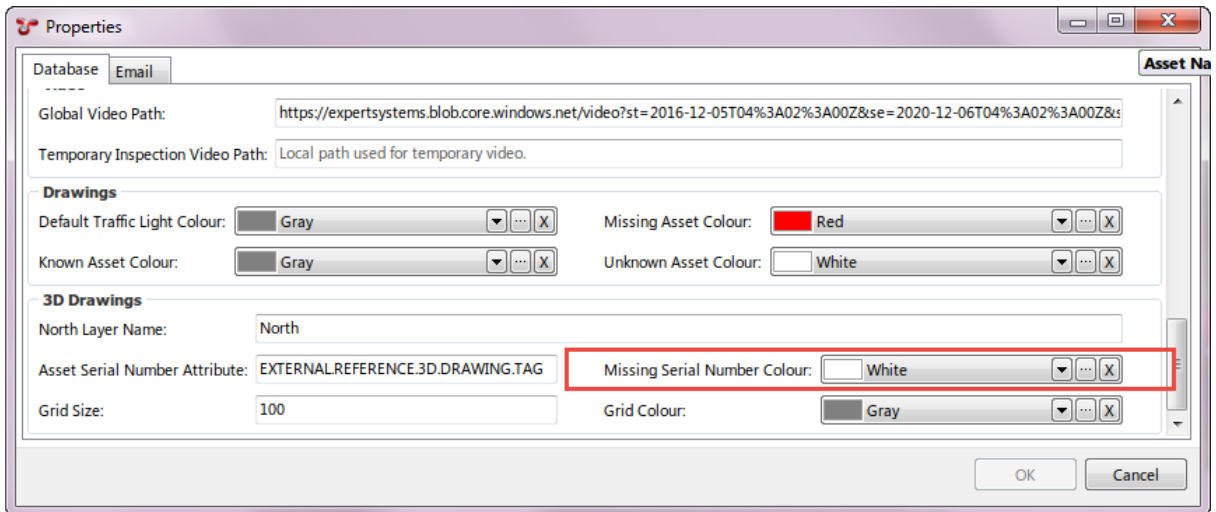 Properties
Database Email
Asset Na
Global Video Path: https://expertsystems.blob.core.windows.net/video?st=2016-12-05T04%3A02%3A00Z&se=2020-12-06T04%3A02%3A00Z&s
Temporary Inspection Video Path: Local path used for temporary video.
Drawings
Default Traffic Light Colour: Gray ... X Missing Asset Colour: Red ... X
Known Asset Colour: Gray ... X Unknown Asset Colour: White ... X
3D Drawings
North Layer Name: North
Asset Serial Number Attribute: EXTERNAL.REFERENCE.3D.DRAWING.TAG Missing Serial Number Colour: White ... X
Grid Size: 100 Grid Colour: Gray ... X
OK Cancel